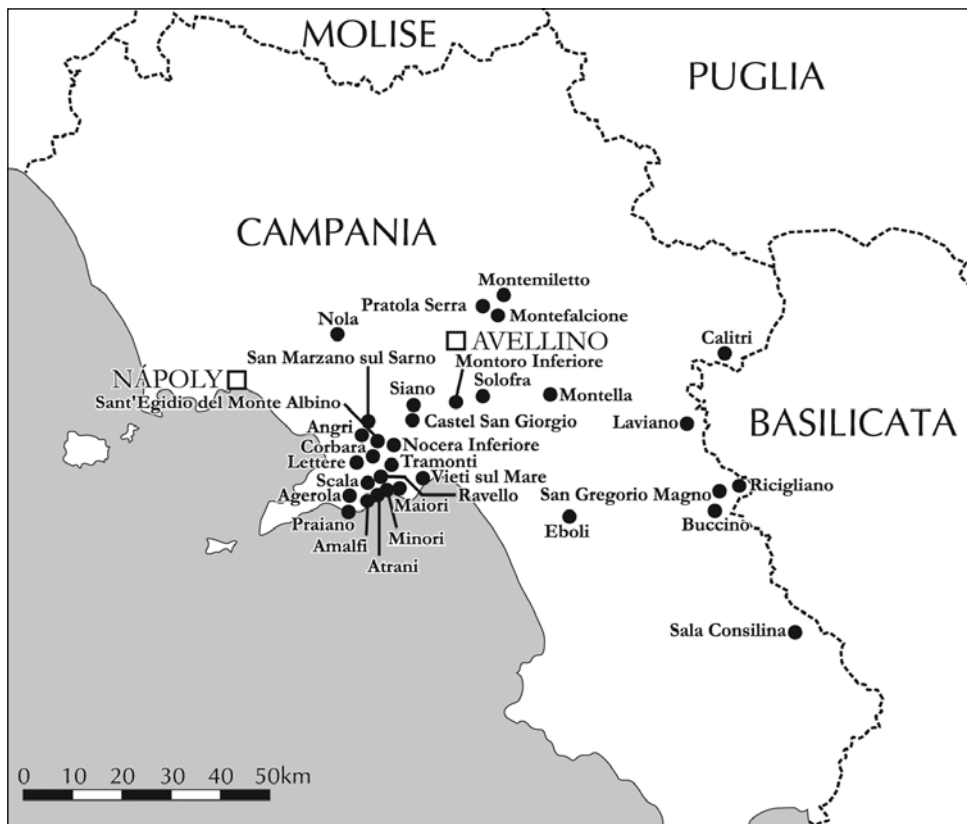 MOLISE
PUGLIA
CAMPANIA
Montemiletto
Pratola Serra
Montefalcione
Nola
AVELLINO
Calitri
San Marzano sul Sarno
Montoro Inferiore
NÁPOLY
Siano
Solofra
Montella
Sant'Egidio del Monte Albino
Castel San Giorgio
Laviano
BASILICATA
Angri
Corbara
Nocera Inferiore
Lettere
Tramonti
Scala
Vieti sul Mare
Agerola
Maiori
Ravello
San Gregorio Magno
Ricigliano
Praiano
Buccino
Amalfi
Minori
Eboli
Atrani
Sala Consilina
0 10 20 30 40 50km